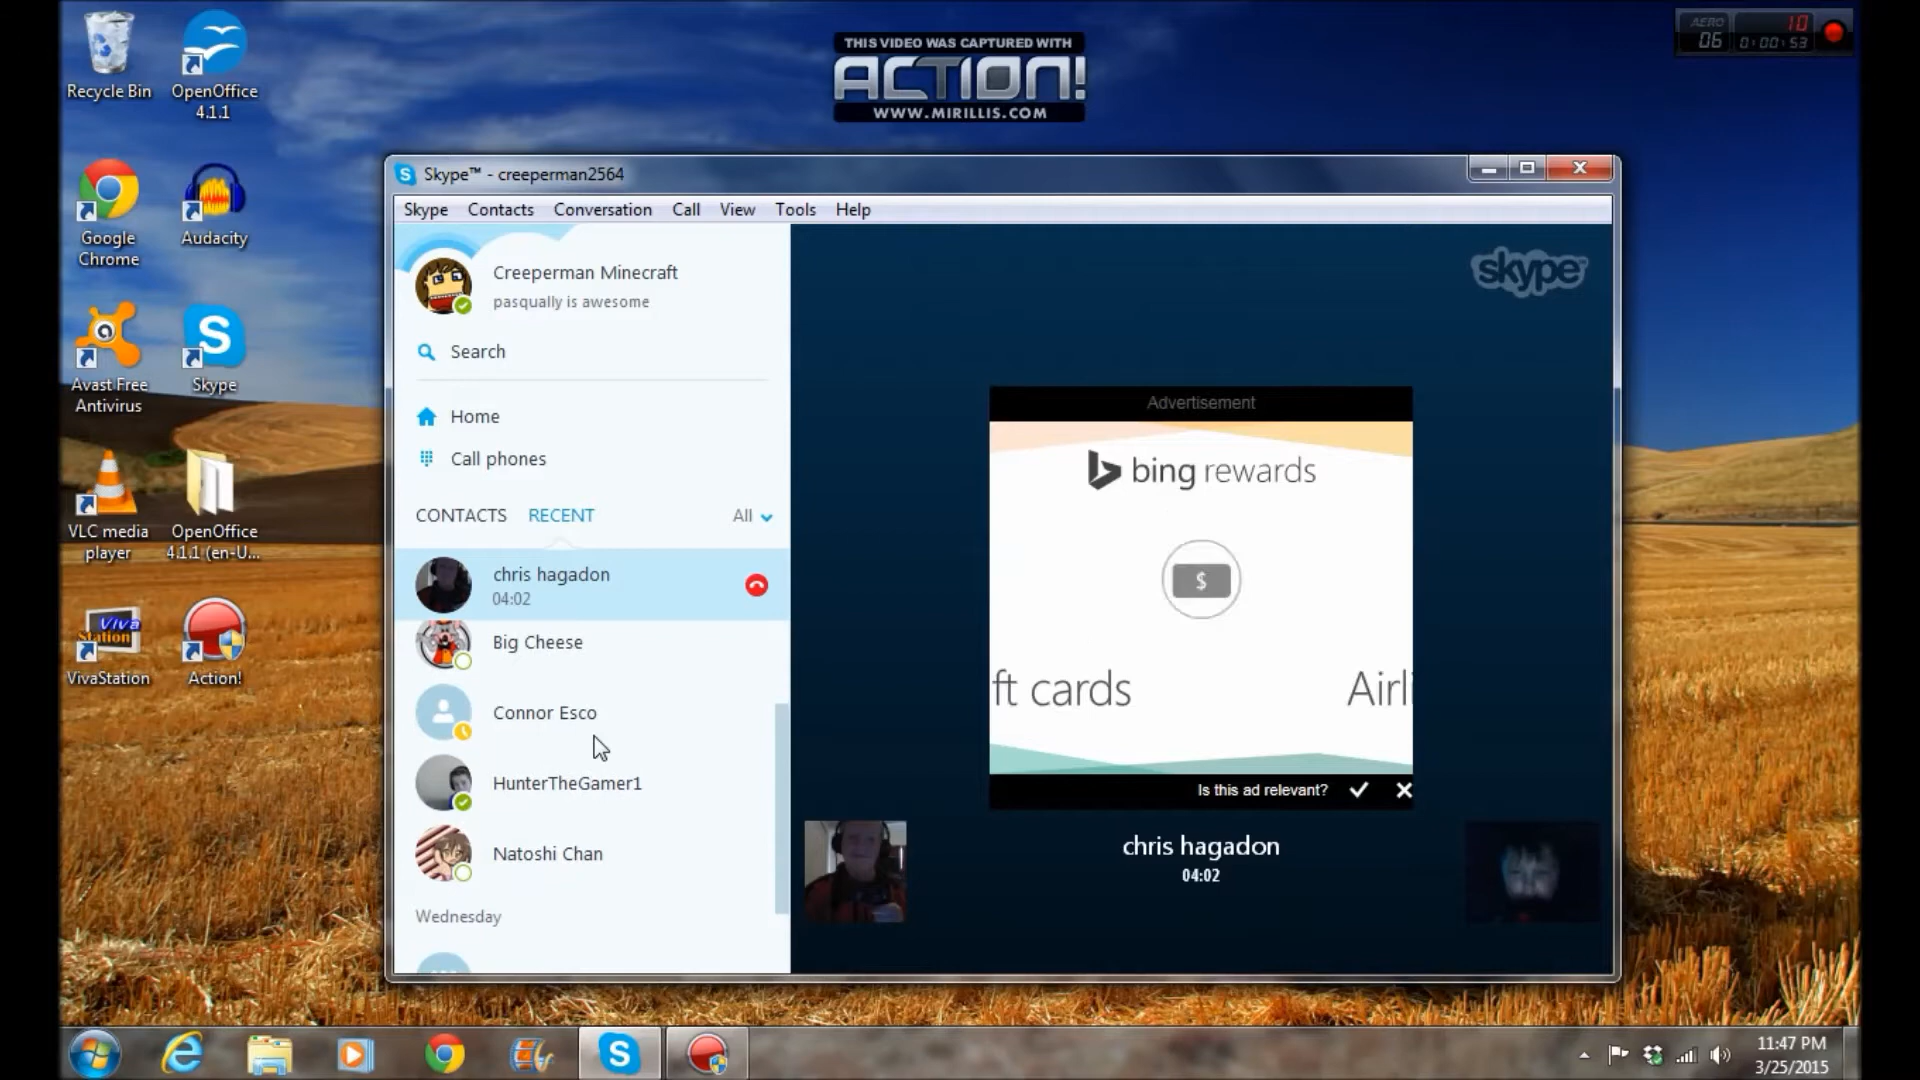 Recycle Bin
OpenOffice
4.1.1
THIS VIDEO WAS CAPTURED WITH
ACTION!
WWW.MIRILLIS.COM
AERO
06
10
0:00:53
Google
Chrome
Audacity
Avast Free
Antivirus
Skype
VLC media
player
OpenOffice
4.1.1 (en-U...
Viva
Station
VivaStation
Action!
Skype™ - creeperman2564
Skype Contacts Conversation Call View Tools Help
Creeperman Minecraft
pasqually is awesome
Search
Home
Call phones
CONTACTS RECENT All
chris hagadon
04:02
Big Cheese
Connor Esco
HunterTheGamer1
Natoshi Chan
Wednesday
skype
Advertisement
bing rewards
$
ft cards Airli
Is this ad relevant?
chris hagadon
04:02
11:47 PM
3/25/2015